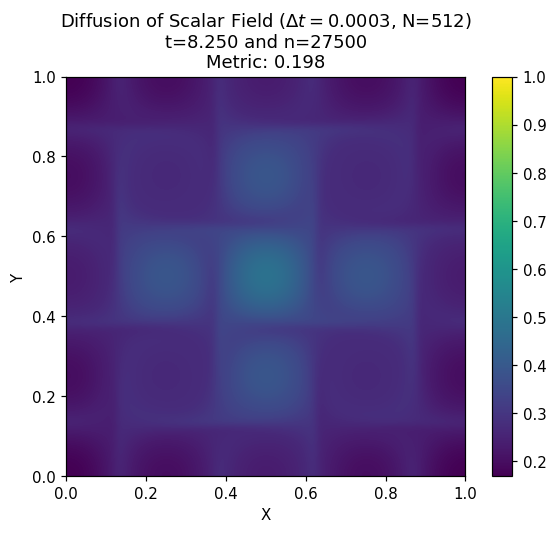 Diffusion of Scalar Field (Δt = 0.0003, N=512)
t=8.250 and n=27500
Metric: 0.198
1.0
0.8
0.6
0.4
0.2
0.0
Y
0.0 0.2 0.4 0.6 0.8 1.0
X
1.0
0.9
0.8
0.7
0.6
0.5
0.4
0.3
0.2